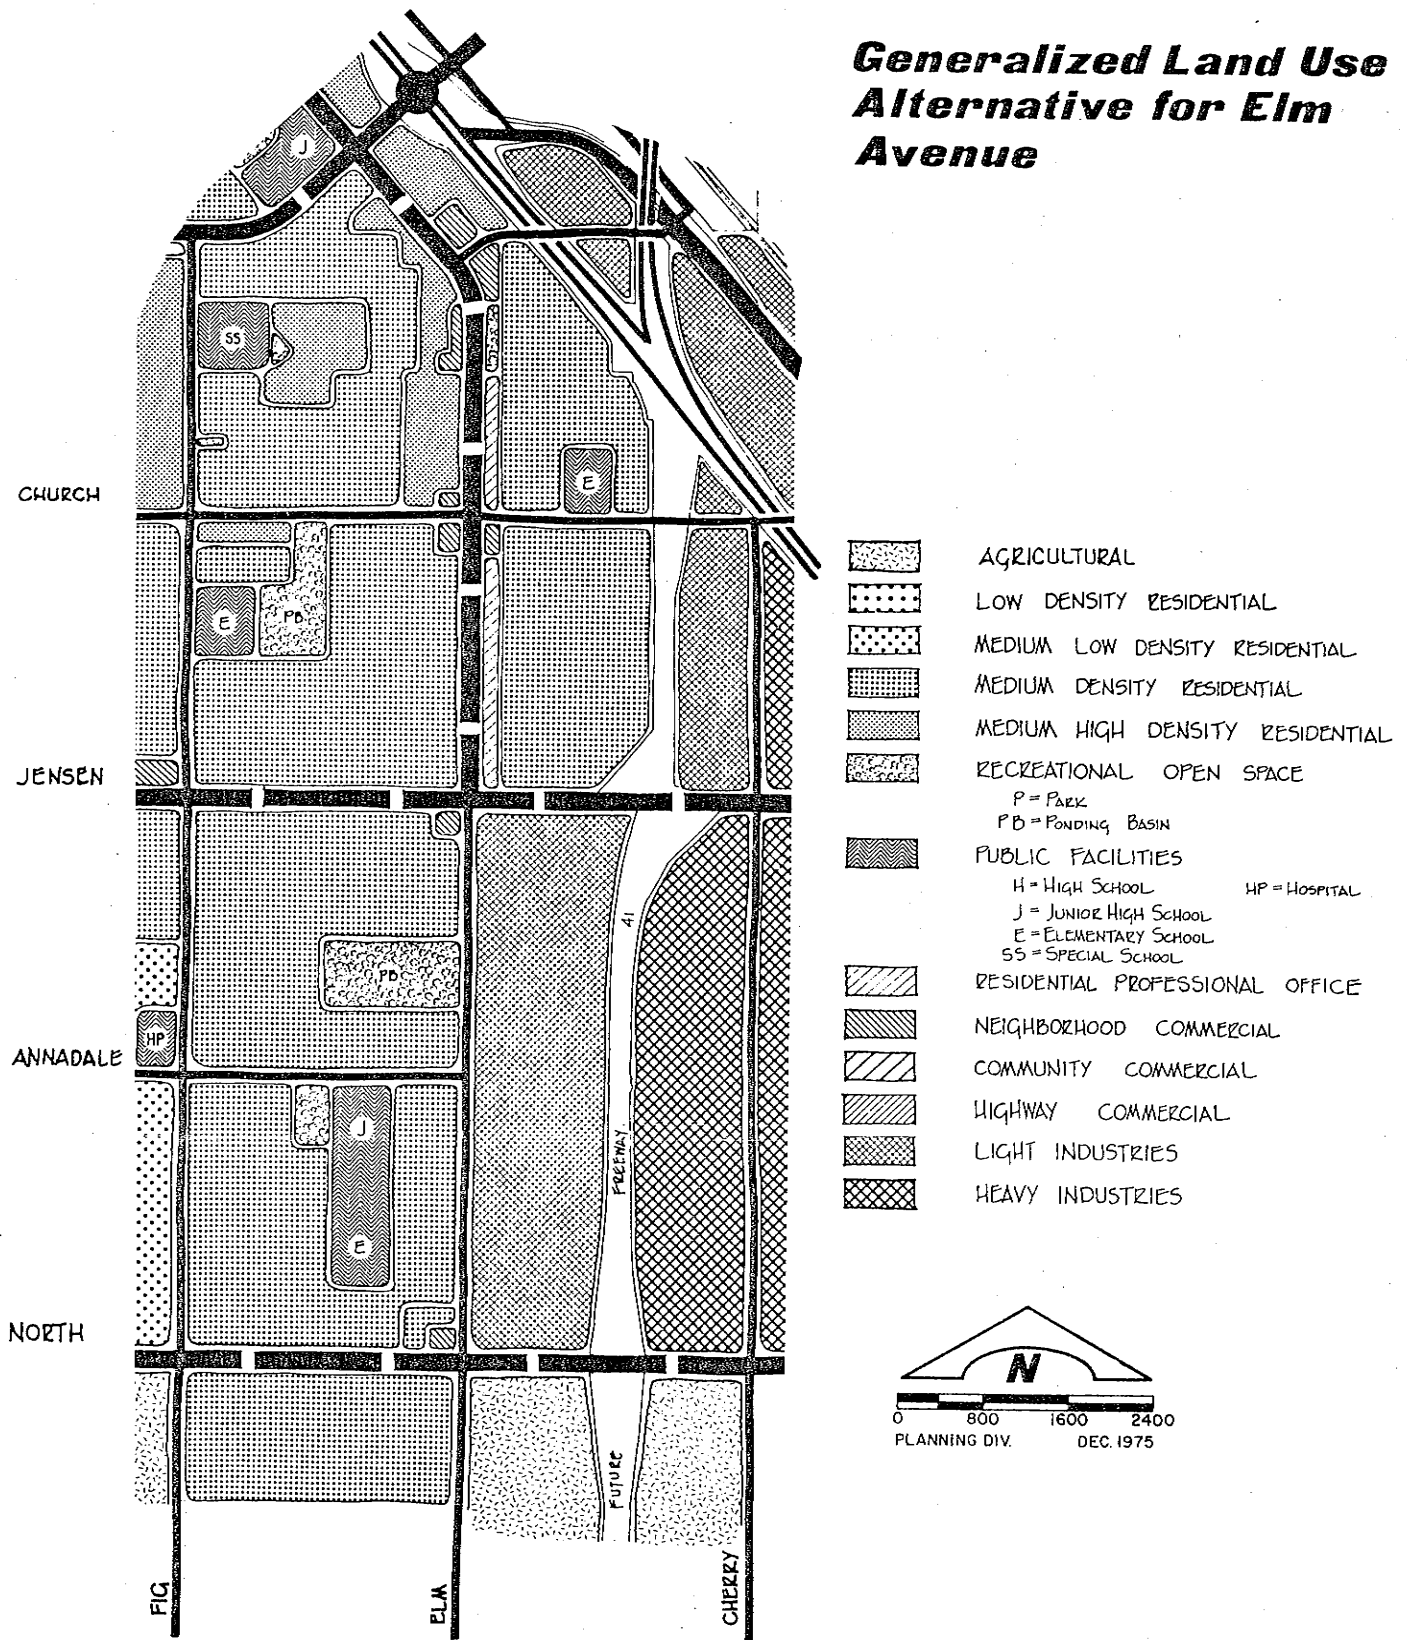 Generalized Land Use
Alternative for Elm
Avenue
J
SS
E
CHURCH
E
PB
JENSEN
41
PB
HP
ANNADALE
J
FREEWAY
E
NORTH
FUTURE
FIG
ELM
CHERRY
AGRICULTURAL
LOW DENSITY RESIDENTIAL
MEDIUM LOW DENSITY RESIDENTIAL
MEDIUM DENSITY RESIDENTIAL
MEDIUM HIGH DENSITY RESIDENTIAL
RECREATIONAL OPEN SPACE
P = PARK
PB = PONDING BASIN
PUBLIC FACILITIES
H = HIGH SCHOOL HP = HOSPITAL
J = JUNIOR HIGH SCHOOL
E = ELEMENTARY SCHOOL
SS = SPECIAL SCHOOL
RESIDENTIAL PROFESSIONAL OFFICE
NEIGHBORHOOD COMMERCIAL
COMMUNITY COMMERCIAL
HIGHWAY COMMERCIAL
LIGHT INDUSTRIES
HEAVY INDUSTRIES
N
0 800 1600 2400
PLANNING DIV. DEC. 1975